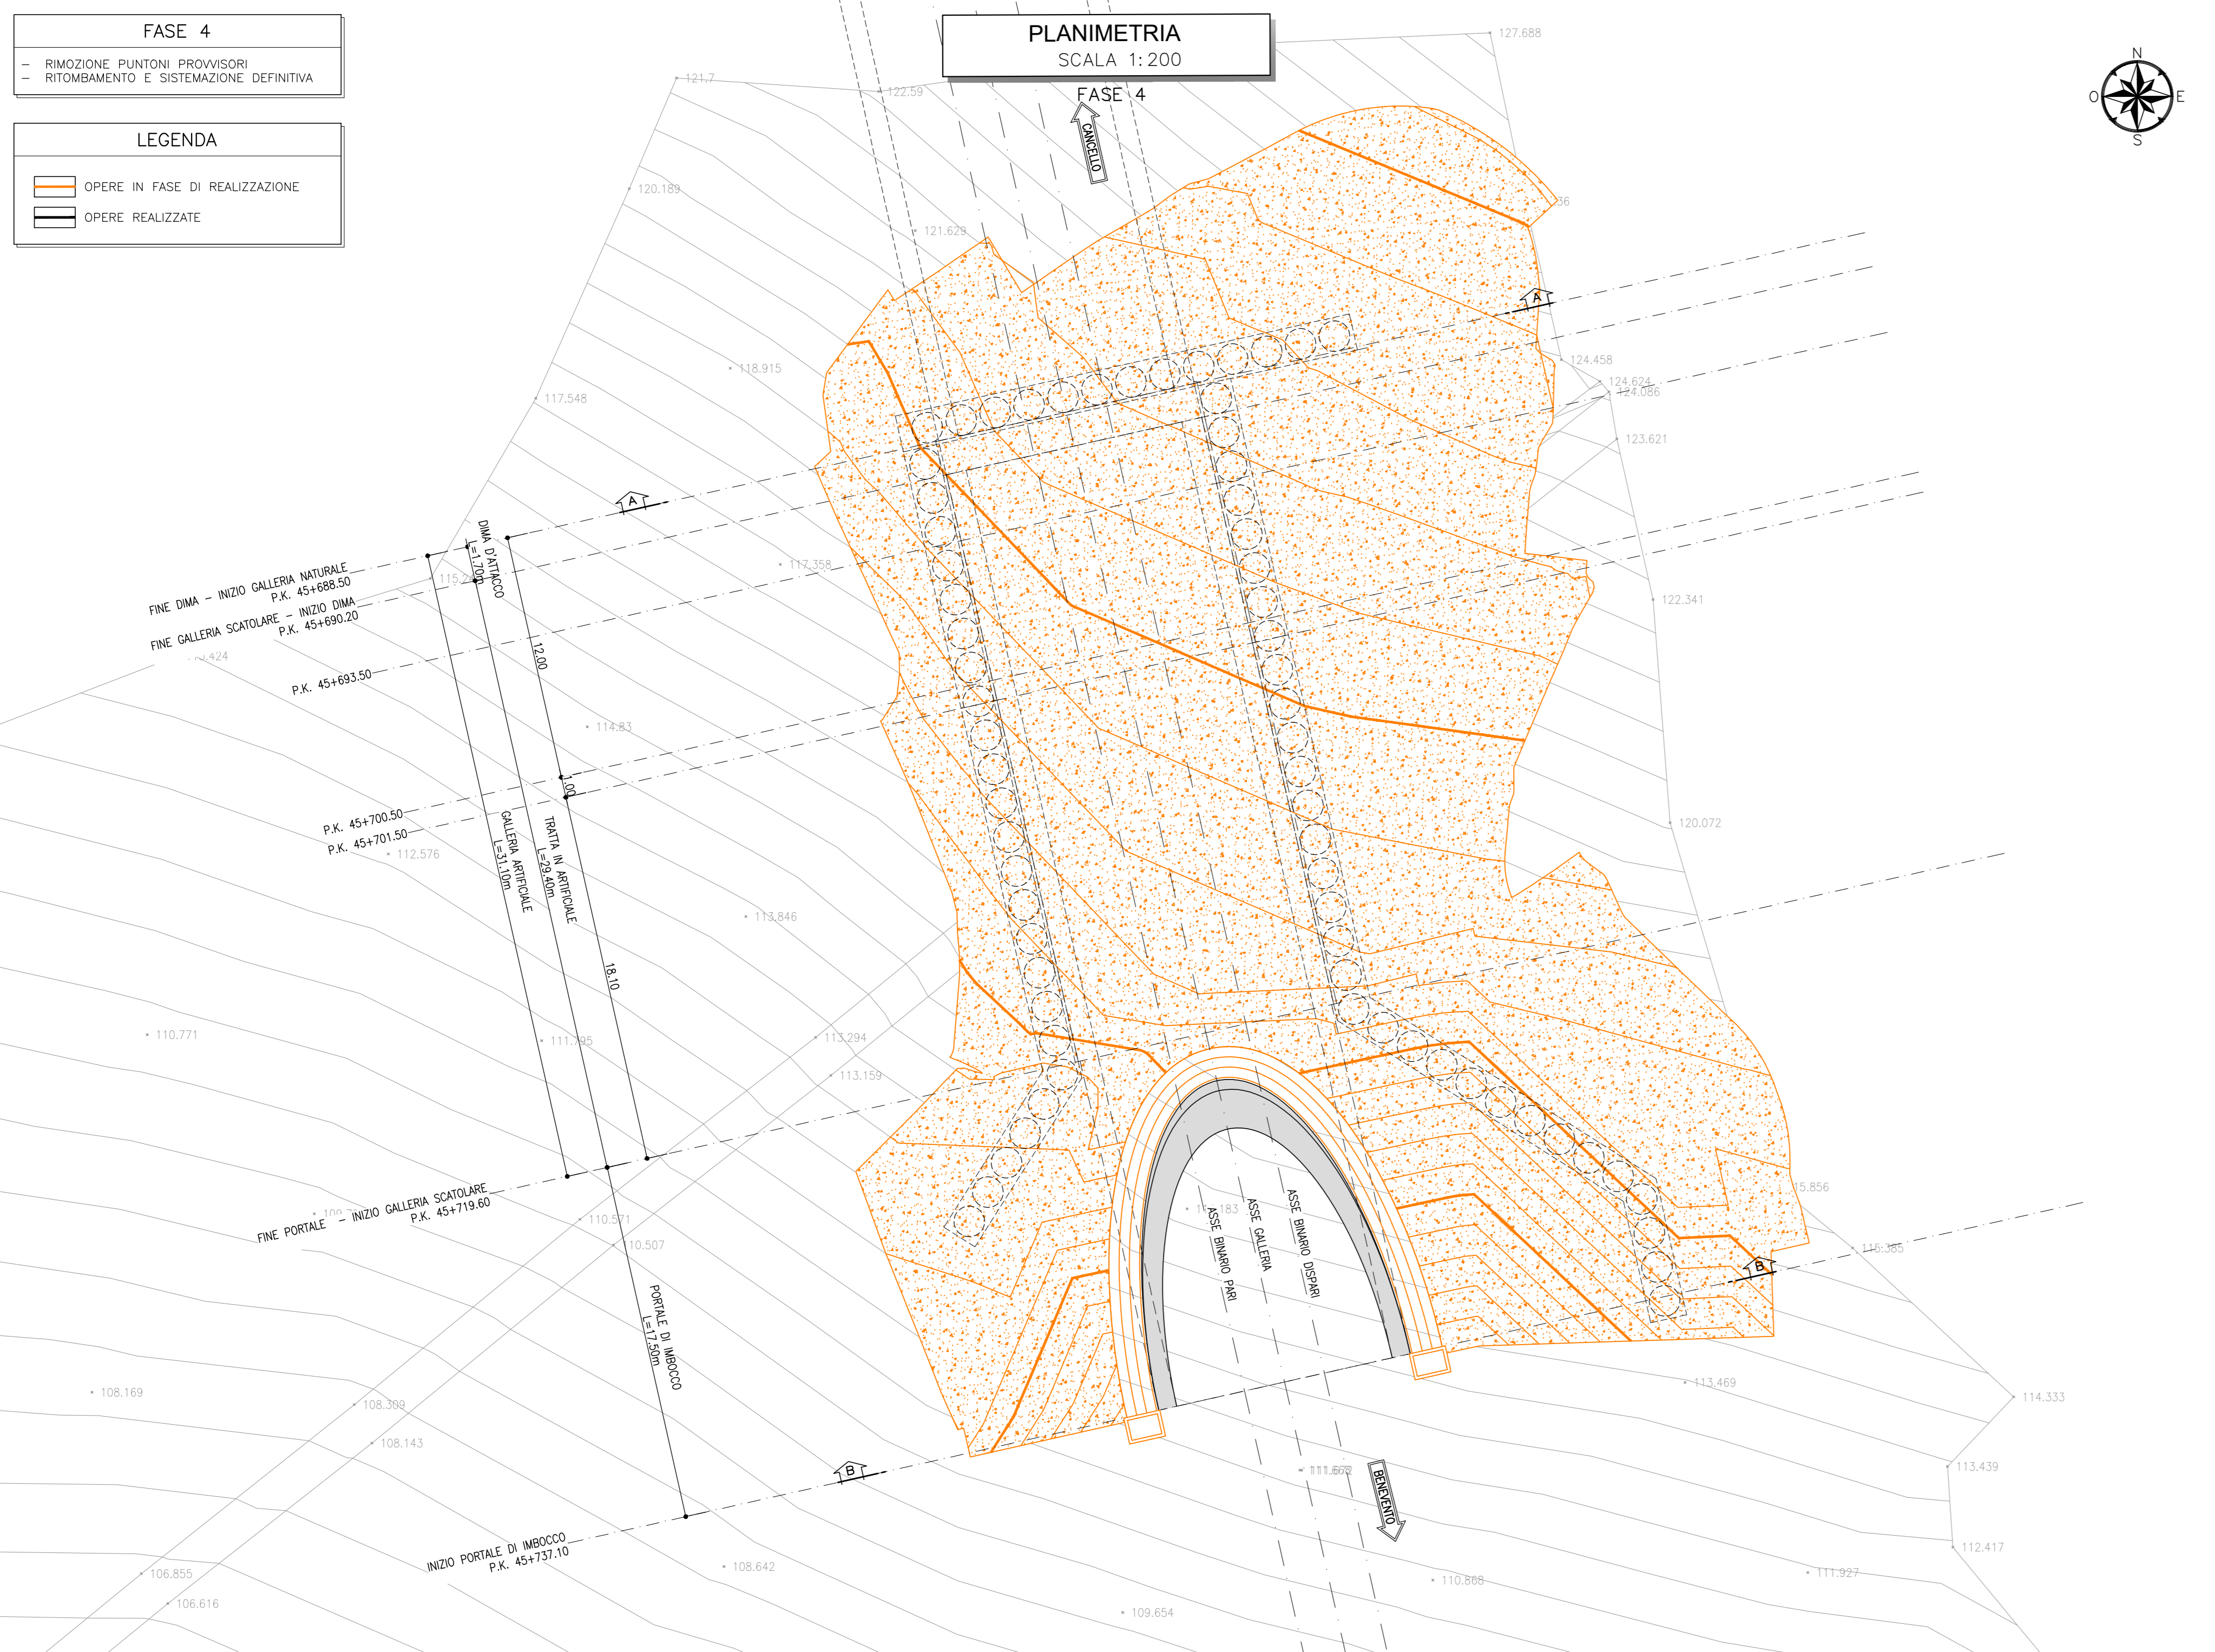 FASE 4
– RIMOZIONE PUNTONI PROVVISORI
– RITOMBAMENTO E SISTEMAZIONE DEFINITIVA
LEGENDA
OPERE IN FASE DI REALIZZAZIONE
OPERE REALIZZATE
PLANIMETRIA
SCALA 1:200
FASE 4
CANCELLO
N
O
E
S
127.688
121.7
122.59
120.189
36
121.629
A
124.458
118.915
124.624
124.086
117.548
123.621
A
DIMA D'ATTACCO
L=1.70m
117.358
FINE DIMA – INIZIO GALLERIA NATURALE
P.K. 45+688.50
FINE GALLERIA SCATOLARE – INIZIO DIMA
P.K. 45+690.20
122.341
12.00
P.K. 45+693.50
114.83
1.00
P.K. 45+700.50
P.K. 45+701.50
120.072
112.576
GALLERIA ARTIFICIALE
L=31.10m
TRATTA IN ARTIFICIALE
L=29.40m
113.846
18.10
110.771
111.795
113.294
113.159
15.856
FINE PORTALE – INIZIO GALLERIA SCATOLARE
P.K. 45+719.60
110.571
10.507
183
ASSE BINARIO PARI
ASSE GALLERIA
ASSE BINARIO DISPARI
115.385
B
PORTALE DI IMBOCCO
L=17.50m
108.169
108.309
108.143
113.469
114.333
B
BENEVENTO
113.439
INIZIO PORTALE DI IMBOCCO
P.K. 45+737.10
112.417
106.855
108.642
110.868
111.927
106.616
109.654